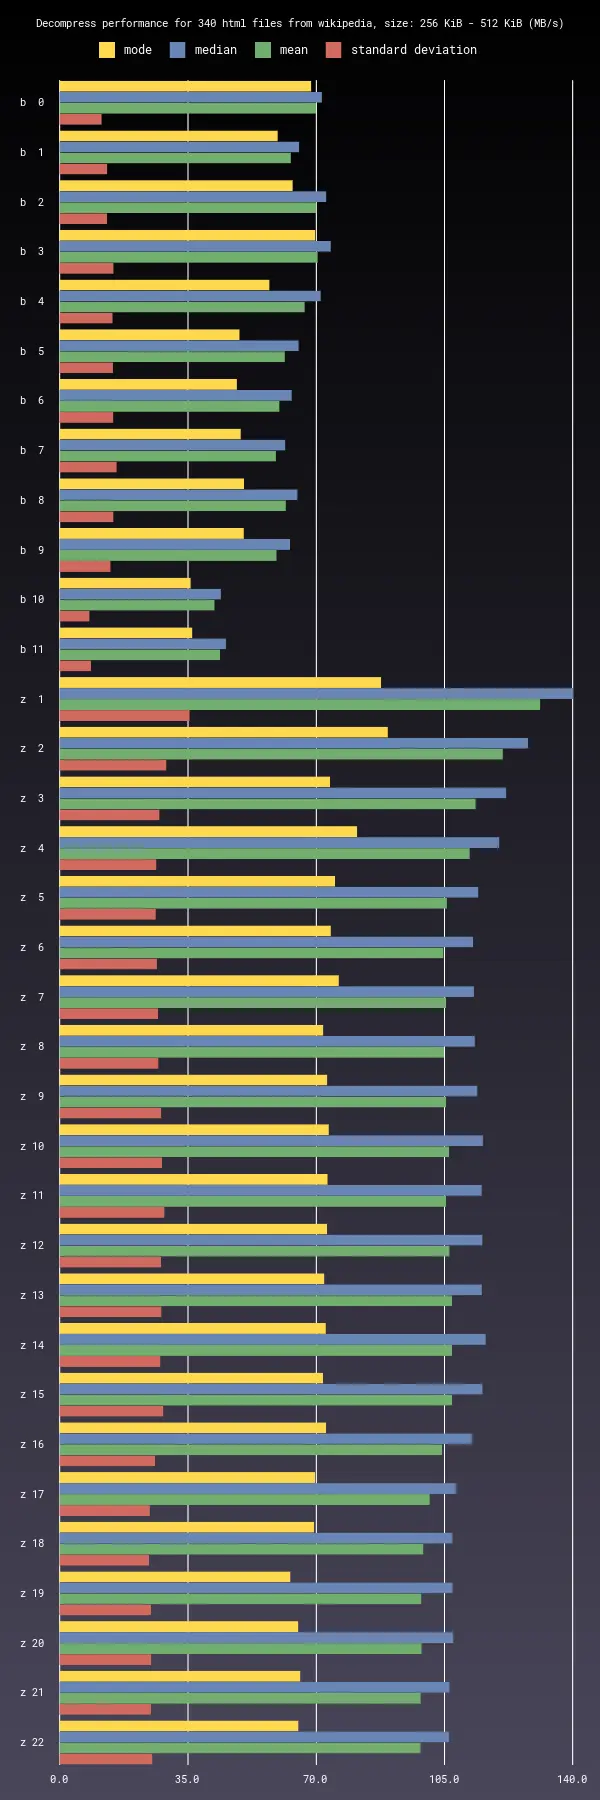 Decompress performance for 340 html files from wikipedia, size: 256 KiB - 512 KiB (MB/s)
mode median mean standard deviation
b 0
b 1
b 2
b 3
b 4
b 5
b 6
b 7
b 8
b 9
b 10
b 11
z 1
z 2
z 3
z 4
z 5
z 6
z 7
z 8
z 9
z 10
z 11
z 12
z 13
z 14
z 15
z 16
z 17
z 18
z 19
z 20
z 21
z 22
0.0 35.0 70.0 105.0 140.0